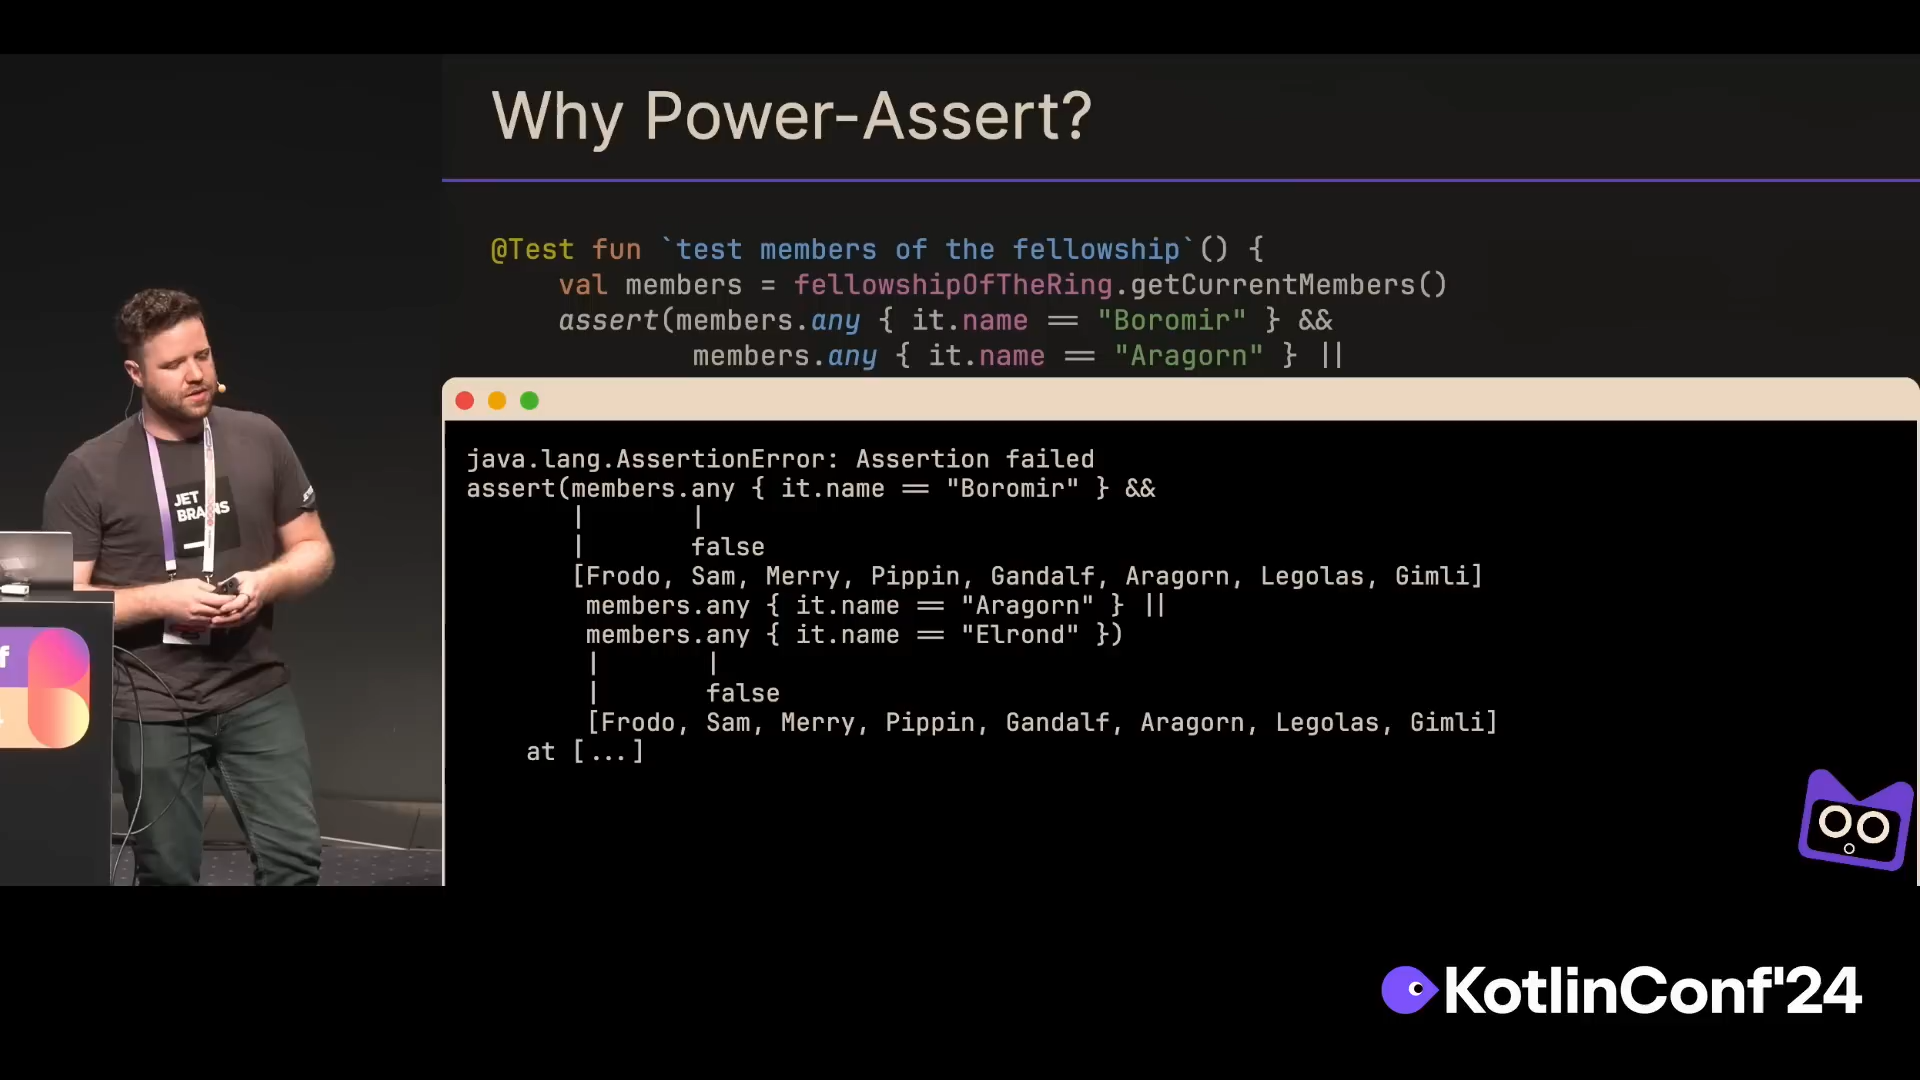 Why Power-Assert?
@Test fun `test members of the fellowship`() {
val members = fellowshipOfTheRing.getCurrentMembers()
assert(members.any { it.name == "Boromir" } &&
members.any { it.name == "Aragorn" } ||
java.lang.AssertionError: Assertion failed
assert(members.any { it.name == "Boromir" } &&
| |
| false
[Frodo, Sam, Merry, Pippin, Gandalf, Aragorn, Legolas, Gimli]
members.any { it.name == "Aragorn" } ||
members.any { it.name == "Elrond" })
| |
| false
[Frodo, Sam, Merry, Pippin, Gandalf, Aragorn, Legolas, Gimli]
at [...]
JET
BRAINS
f
KotlinConf'24